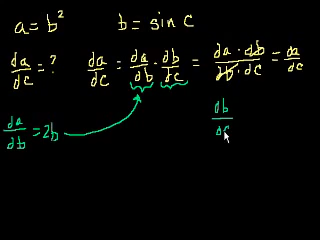 a = b² b = sin c
da/dc = ? da/dc = da/db · db/dc = da · db/db · dc = da/dc
da/db = 2b
db/dc